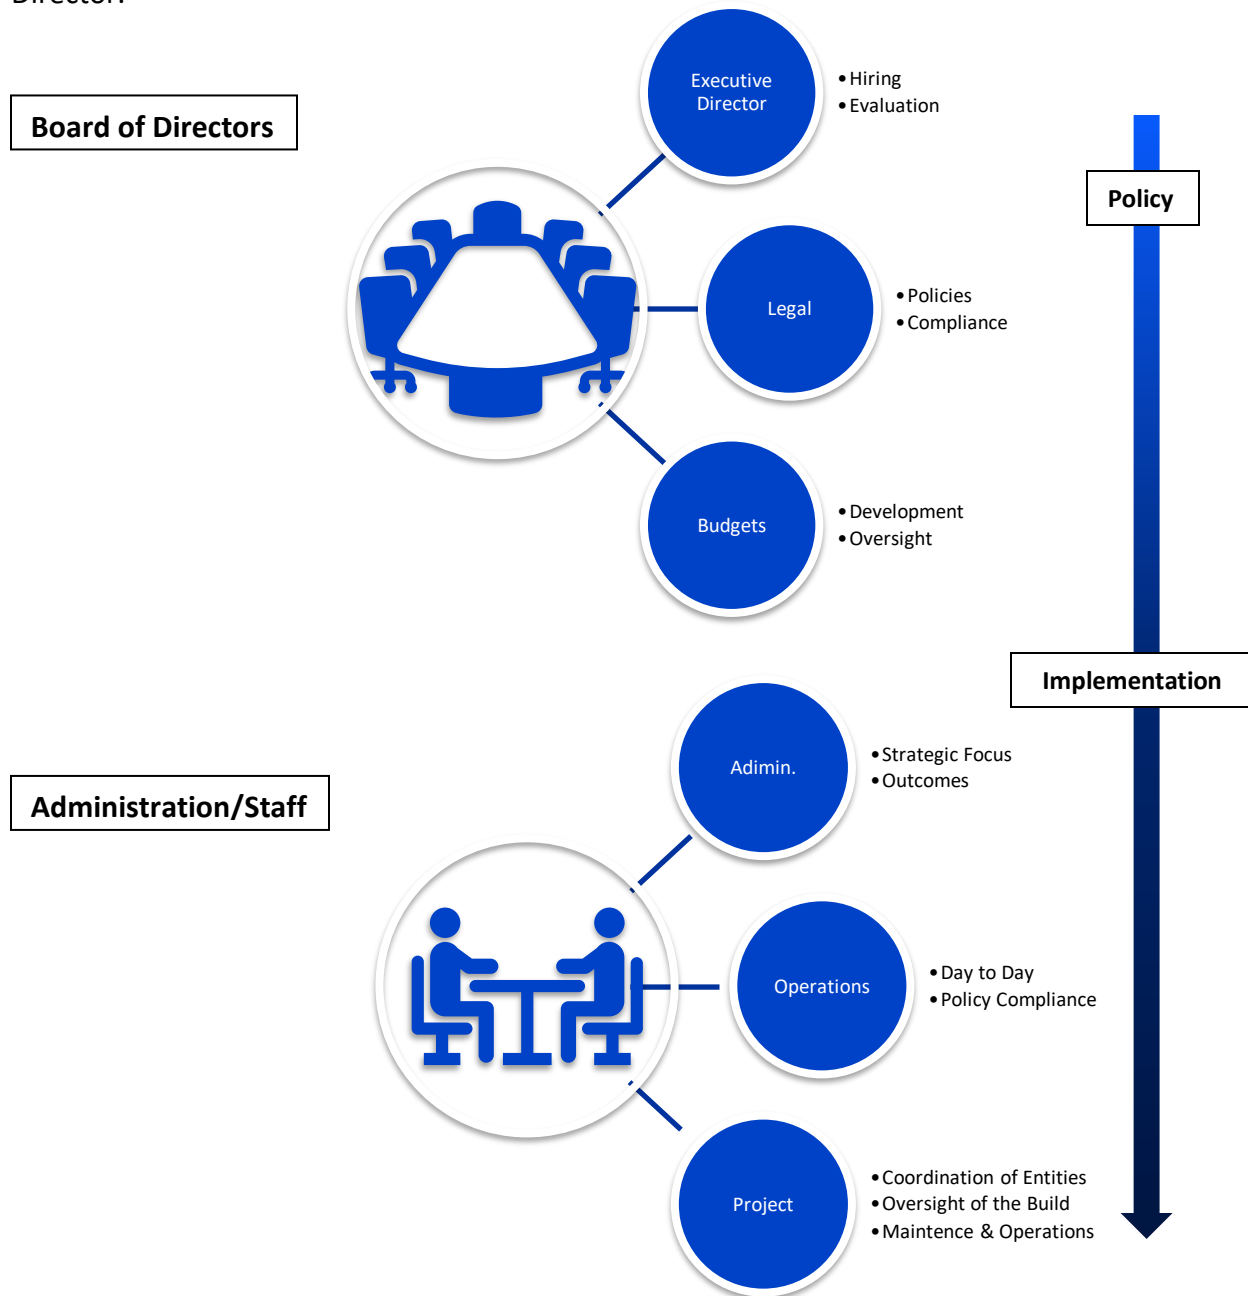 Director.
Executive
Director
• Hiring
• Evaluation
Board of Directors
Policy
Legal
• Policies
• Compliance
Budgets
• Development
• Oversight
Implementation
Adimin.
• Strategic Focus
• Outcomes
Administration/Staff
Operations
• Day to Day
• Policy Compliance
Project
• Coordination of Entities
• Oversight of the Build
• Maintence & Operations